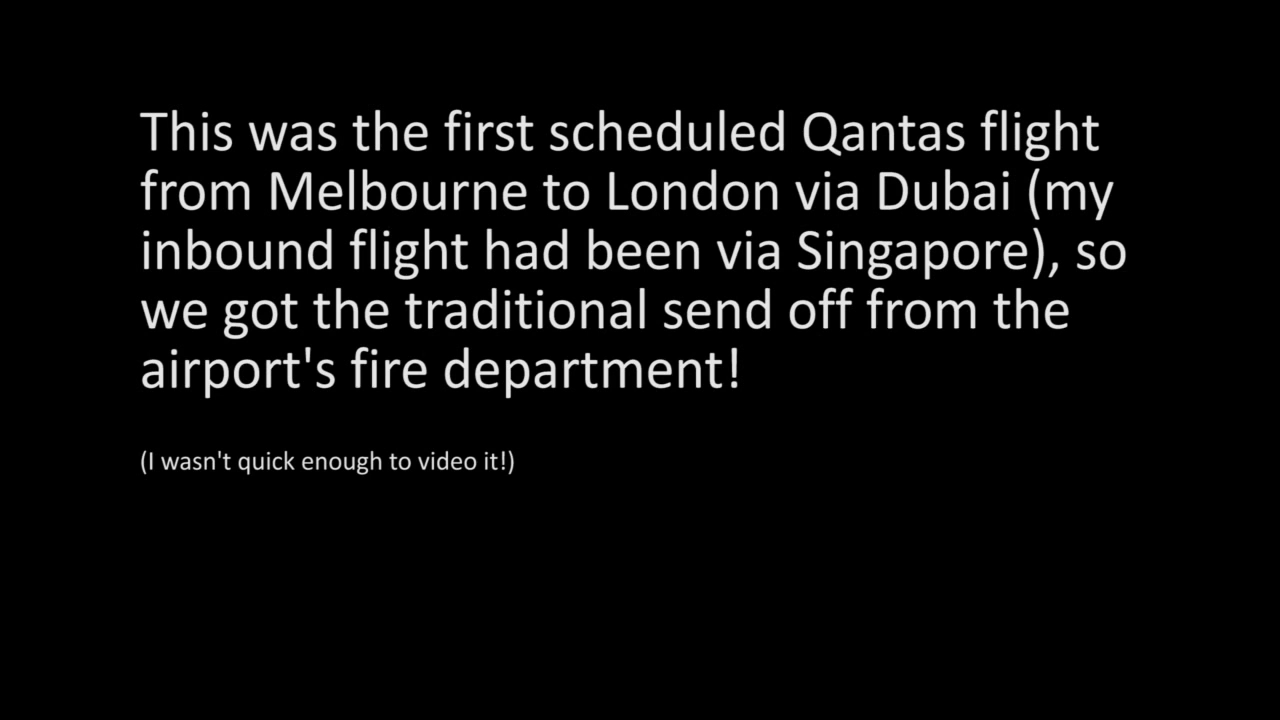 This was the first scheduled Qantas flight
from Melbourne to London via Dubai (my
inbound flight had been via Singapore), so
we got the traditional send off from the
airport's fire department!
(I wasn't quick enough to video it!)